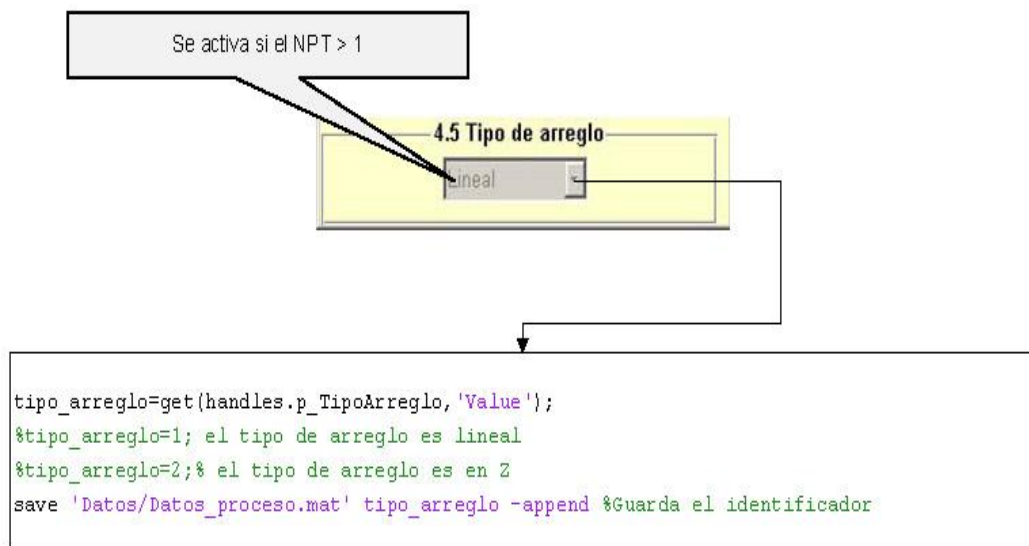 Se activa si el NPT > 1
4.5 Tipo de arreglo
Lineal
tipo_arreglo=get(handles.p_TipoArreglo,'Value');
%tipo_arreglo=1; el tipo de arreglo es lineal
%tipo_arreglo=2;% el tipo de arreglo es en Z
save 'Datos/Datos_proceso.mat' tipo_arreglo -append %Guarda el identificador